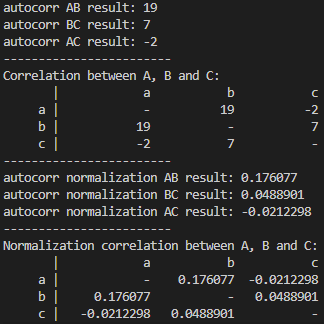 autocorr AB result: 19
autocorr BC result: 7
autocorr AC result: -2
------------------------
Correlation between A, B and C:
| a b c
a | - 19 -2
b | 19 - 7
c | -2 7 -
------------------------
autocorr normalization AB result: 0.176077
autocorr normalization BC result: 0.0488901
autocorr normalization AC result: -0.0212298
------------------------
Normalization correlation between A, B and C:
| a b c
a | - 0.176077 -0.0212298
b | 0.176077 - 0.0488901
c | -0.0212298 0.0488901 -